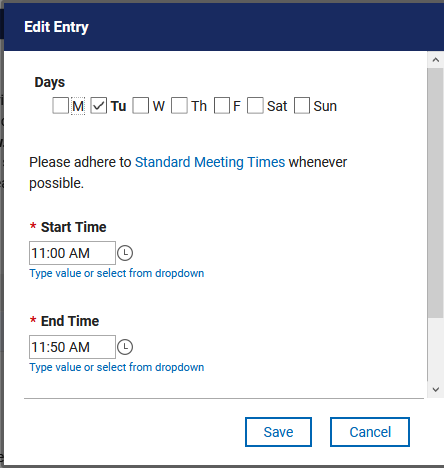 Edit Entry
Days
M Tu W Th F Sat Sun
Please adhere to Standard Meeting Times whenever
possible.
* Start Time
11:00 AM
Type value or select from dropdown
* End Time
11:50 AM
Type value or select from dropdown
Save Cancel